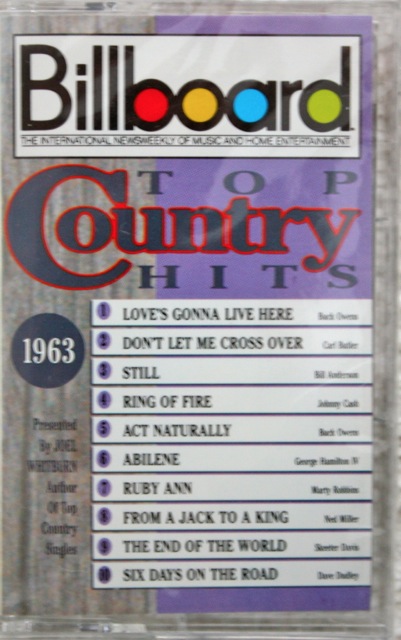 Billboard
THE INTERNATIONAL NEWSWEEKLY OF MUSIC AND HOME ENTERTAINMENT
TOP
Country
HITS
1963
Presented
By JOEL
WHITBURN
Author
Of Top
Country
Singles
1 LOVE'S GONNA LIVE HERE Buck Owens
2 DON'T LET ME CROSS OVER Carl Butler
3 STILL Bill Anderson
4 RING OF FIRE Johnny Cash
5 ACT NATURALLY Buck Owens
6 ABILENE George Hamilton IV
7 RUBY ANN Marty Robbins
8 FROM A JACK TO A KING Ned Miller
9 THE END OF THE WORLD Skeeter Davis
10 SIX DAYS ON THE ROAD Dave Dudley